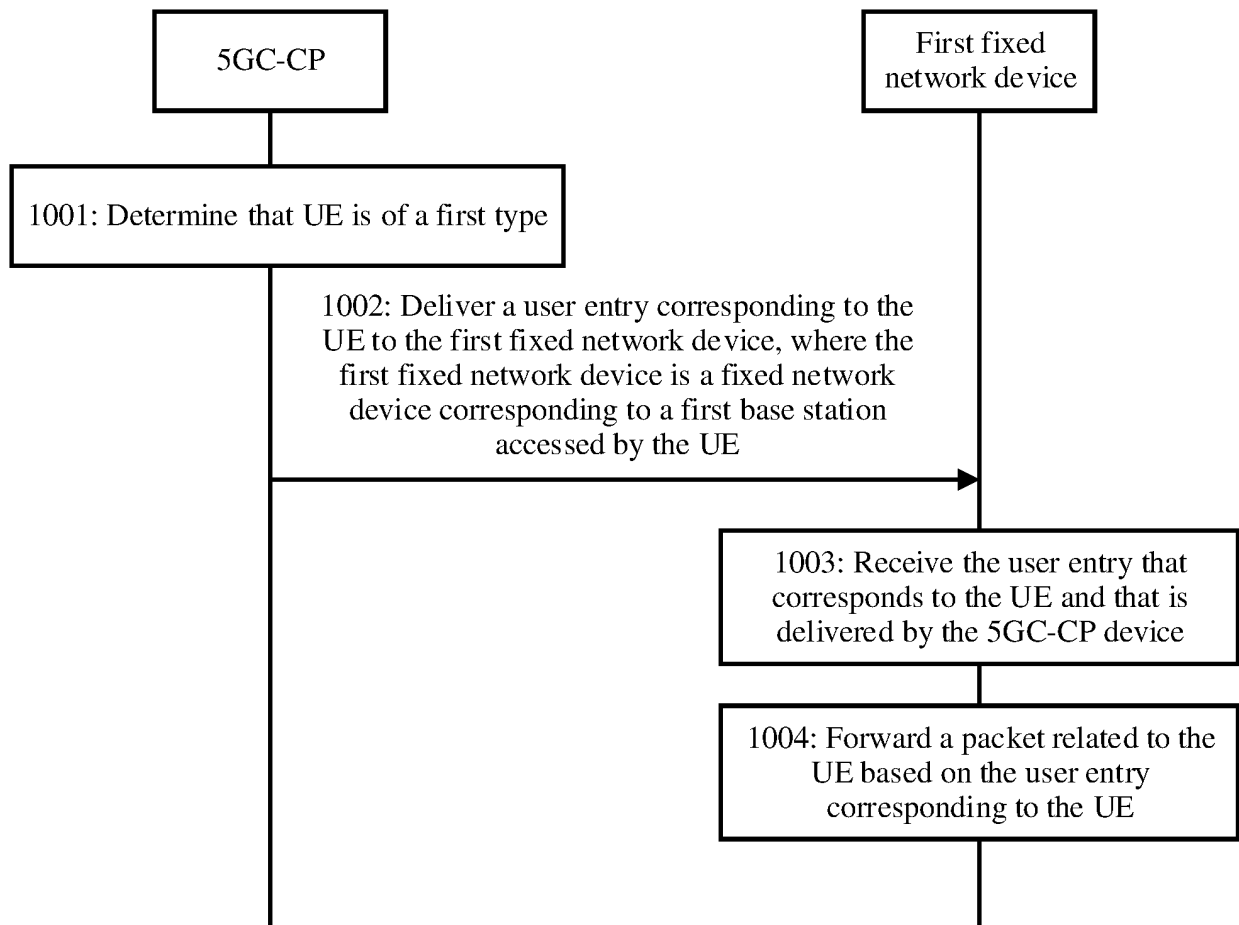 5GC-CP
First fixed
network device
1001: Determine that UE is of a first type
1002: Deliver a user entry corresponding to the
UE to the first fixed network device, where the
first fixed network device is a fixed network
device corresponding to a first base station
accessed by the UE
1003: Receive the user entry that
corresponds to the UE and that is
delivered by the 5GC-CP device
1004: Forward a packet related to the
UE based on the user entry
corresponding to the UE